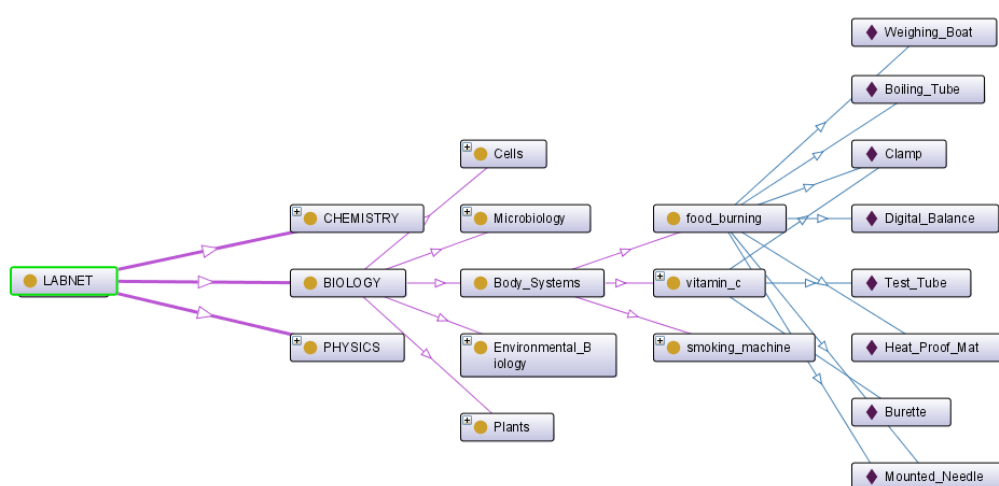 LABNET
CHEMISTRY
BIOLOGY
PHYSICS
Cells
Microbiology
Body_Systems
Environmental_B
iology
Plants
food_burning
vitamin_c
smoking_machine
Weighing_Boat
Boiling_Tube
Clamp
Digital_Balance
Test_Tube
Heat_Proof_Mat
Burette
Mounted_Needle